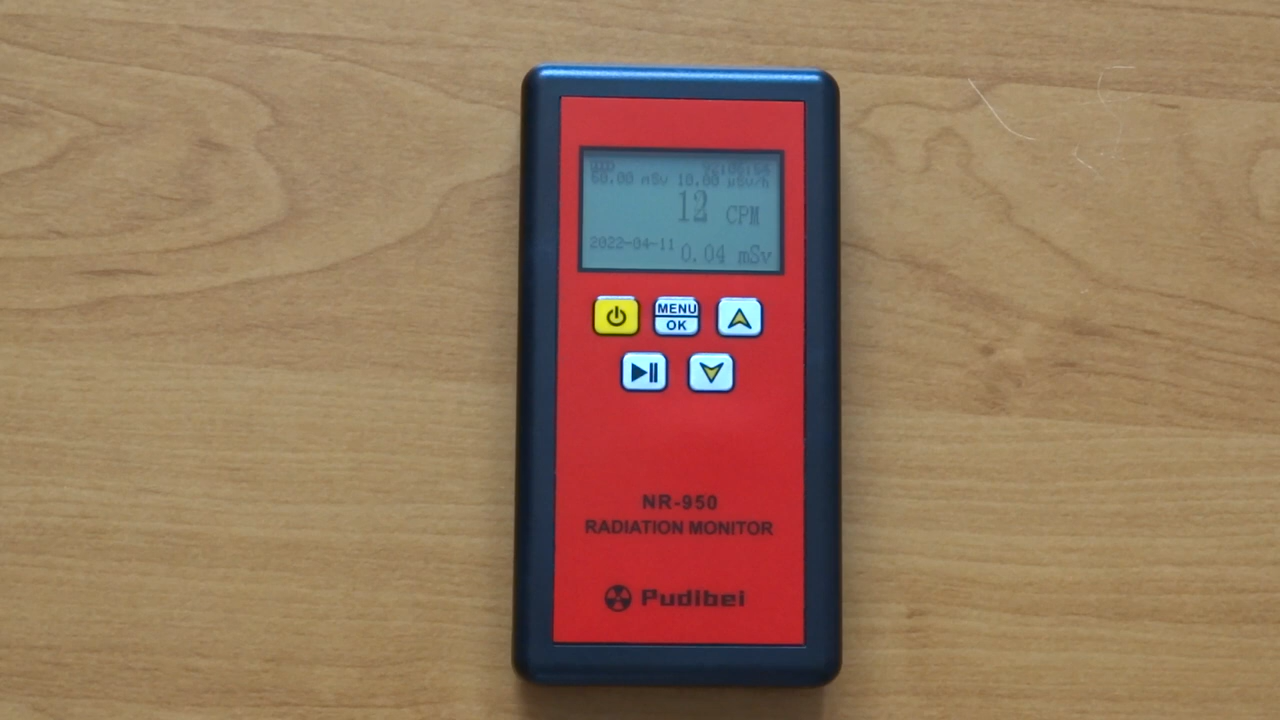 60.00 mSv 10.00 µSv/h
12 CPM
2022-04-11 0.04 mSv
MENU
OK
NR-950
RADIATION MONITOR
Pudibei